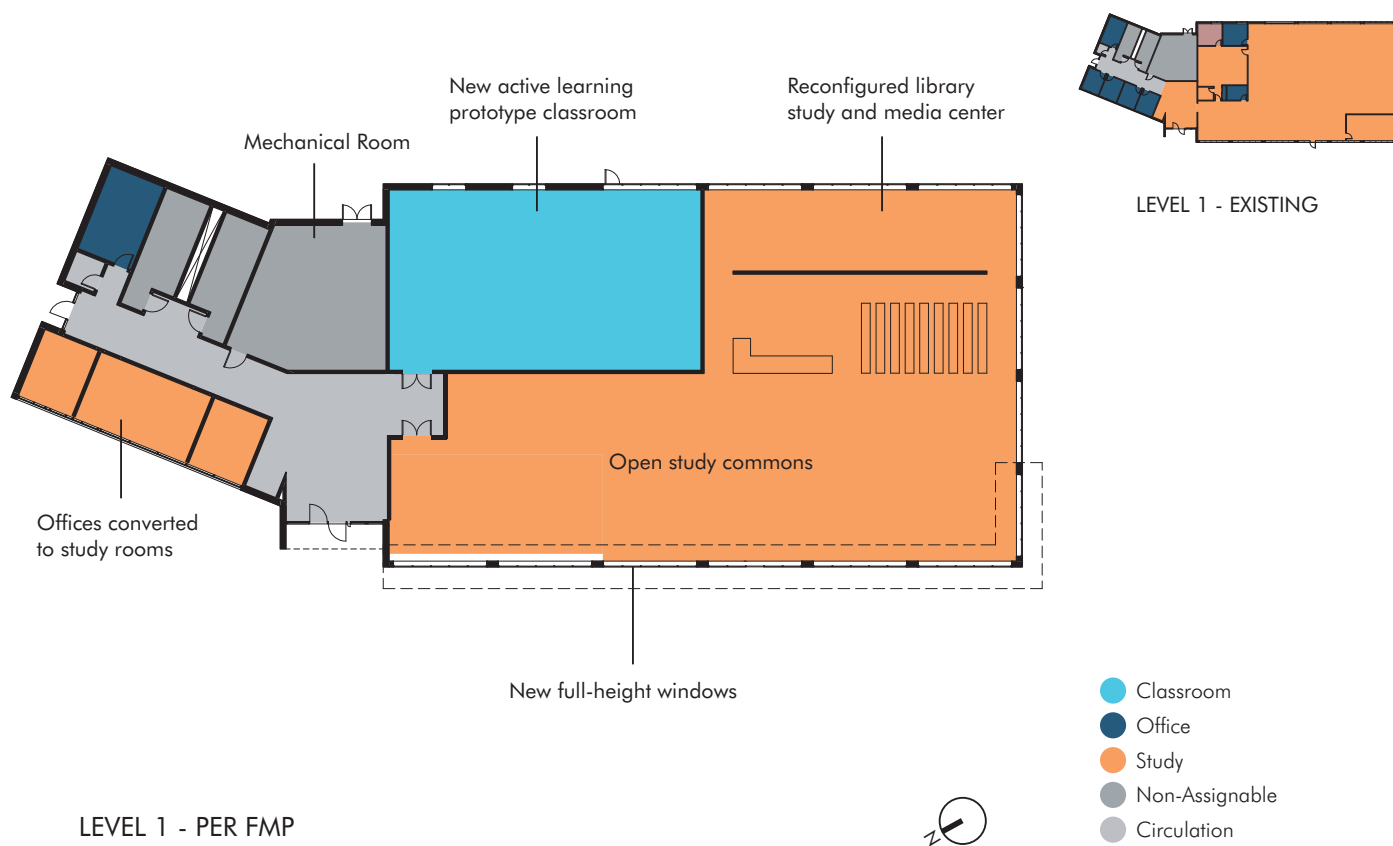 New active learning
prototype classroom
Reconfigured library
study and media center
Mechanical Room
LEVEL 1 - EXISTING
Open study commons
Offices converted
to study rooms
New full-height windows
Classroom
Office
Study
Non-Assignable
Circulation
LEVEL 1 - PER FMP
N